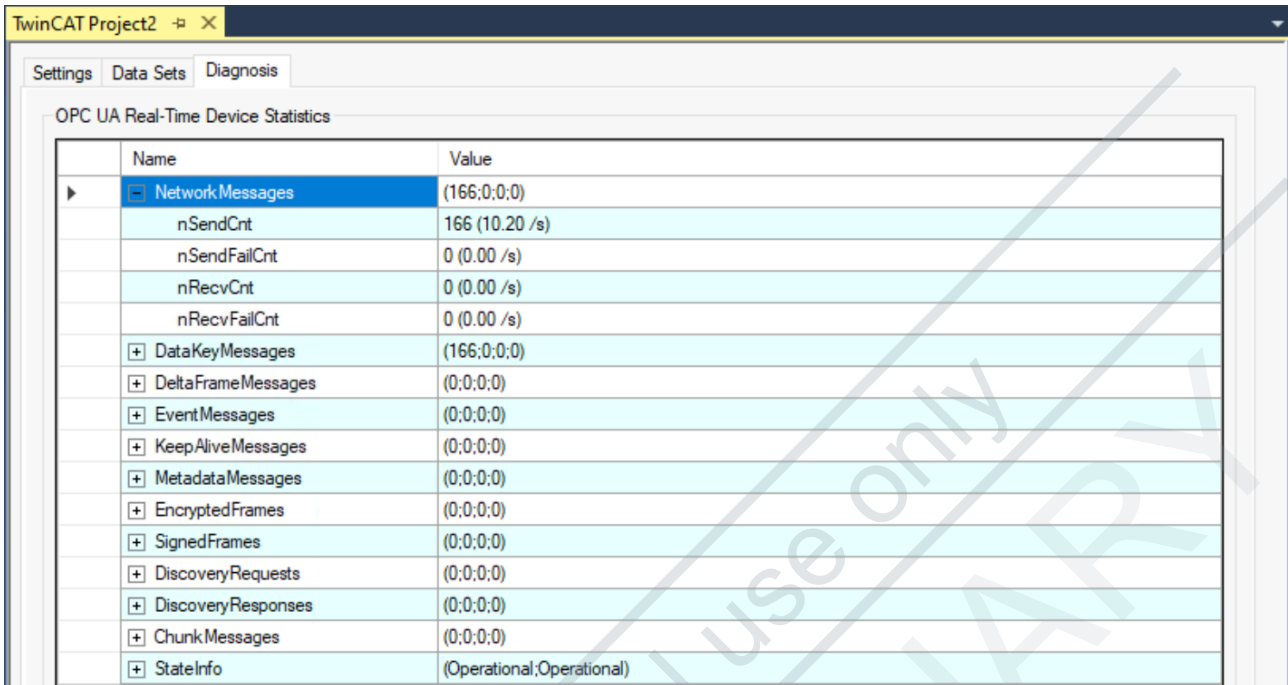 TwinCAT Project2
Settings Data Sets Diagnosis
OPC UA Real-Time Device Statistics
Name Value
NetworkMessages (166;0;0;0)
nSendCnt 166 (10.20 /s)
nSendFailCnt 0 (0.00 /s)
nRecvCnt 0 (0.00 /s)
nRecvFailCnt 0 (0.00 /s)
DataKeyMessages (166;0;0;0)
DeltaFrameMessages (0;0;0;0)
EventMessages (0;0;0;0)
KeepAliveMessages (0;0;0;0)
MetadataMessages (0;0;0;0)
EncryptedFrames (0;0;0;0)
SignedFrames (0;0;0;0)
DiscoveryRequests (0;0;0;0)
DiscoveryResponses (0;0;0;0)
ChunkMessages (0;0;0;0)
StateInfo (Operational;Operational)
use only